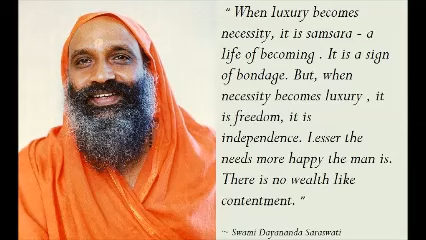 “ When luxury becomes
necessity, it is samsara - a
life of becoming . It is a sign
of bondage. But, when
necessity becomes luxury , it
is freedom, it is
independence. Lesser the
needs more happy the man is.
There is no wealth like
contentment. ”
~ Swami Dayananda Saraswati